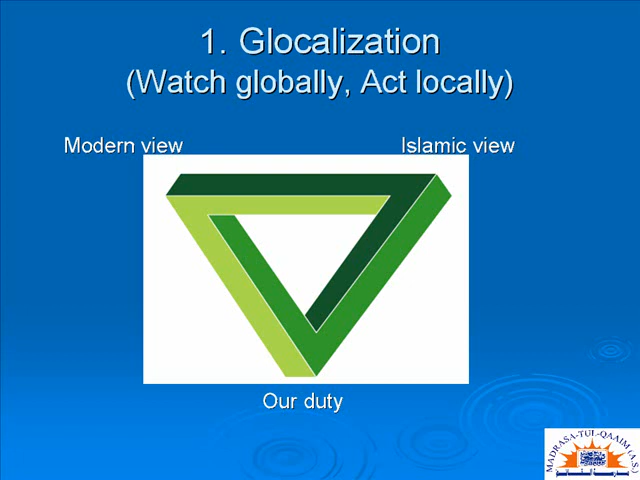 1. Glocalization
(Watch globally, Act locally)
Modern view
Islamic view
Our duty
MADRASA-TUL-QAAIM (A.S.)